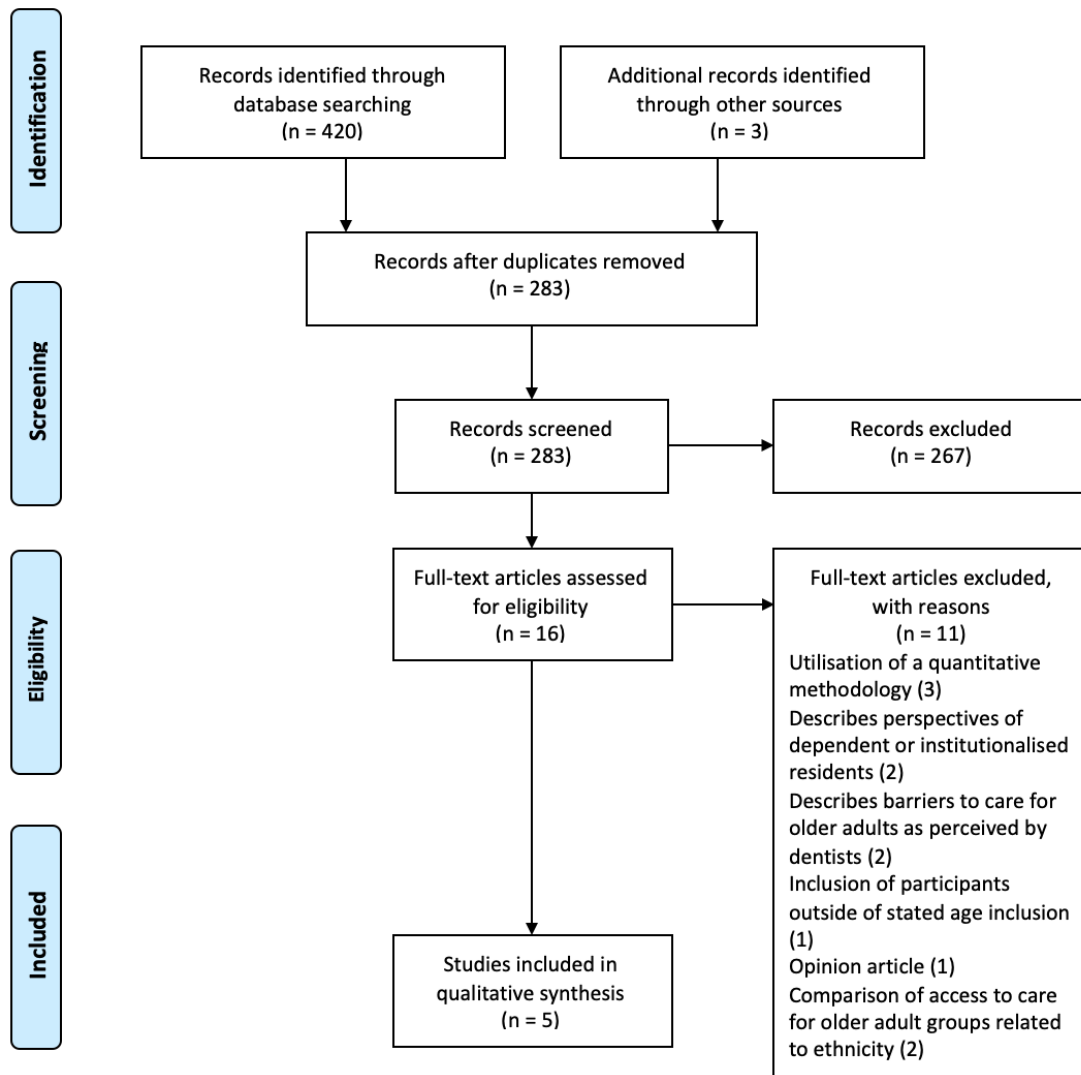 Identification
Records identified through
database searching
(n = 420)
Additional records identified
through other sources
(n = 3)
Records after duplicates removed
(n = 283)
Screening
Records screened
(n = 283)
Records excluded
(n = 267)
Eligibility
Full-text articles assessed
for eligibility
(n = 16)
Full-text articles excluded,
with reasons
(n = 11)
Utilisation of a quantitative
methodology (3)
Describes perspectives of
dependent or institutionalised
residents (2)
Describes barriers to care for
older adults as perceived by
dentists (2)
Inclusion of participants
outside of stated age inclusion
(1)
Opinion article (1)
Comparison of access to care
for older adult groups related
to ethnicity (2)
Included
Studies included in
qualitative synthesis
(n = 5)